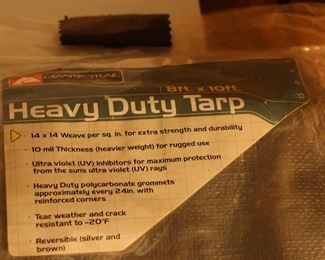 OZARK TRAIL
8ft. x 10ft.
Heavy Duty Tarp
14 x 14 Weave per sq. in. for extra strength and durability
10 mil Thickness (heavier weight) for rugged use
Ultra violet (UV) inhibitors for maximum protection
from the sun's ultra violet (UV) rays
Heavy Duty polycarbonate grommets
approximately every 24in. with
reinforced corners
Tear, weather and crack
resistant to -20°F
Reversible (silver and
brown)